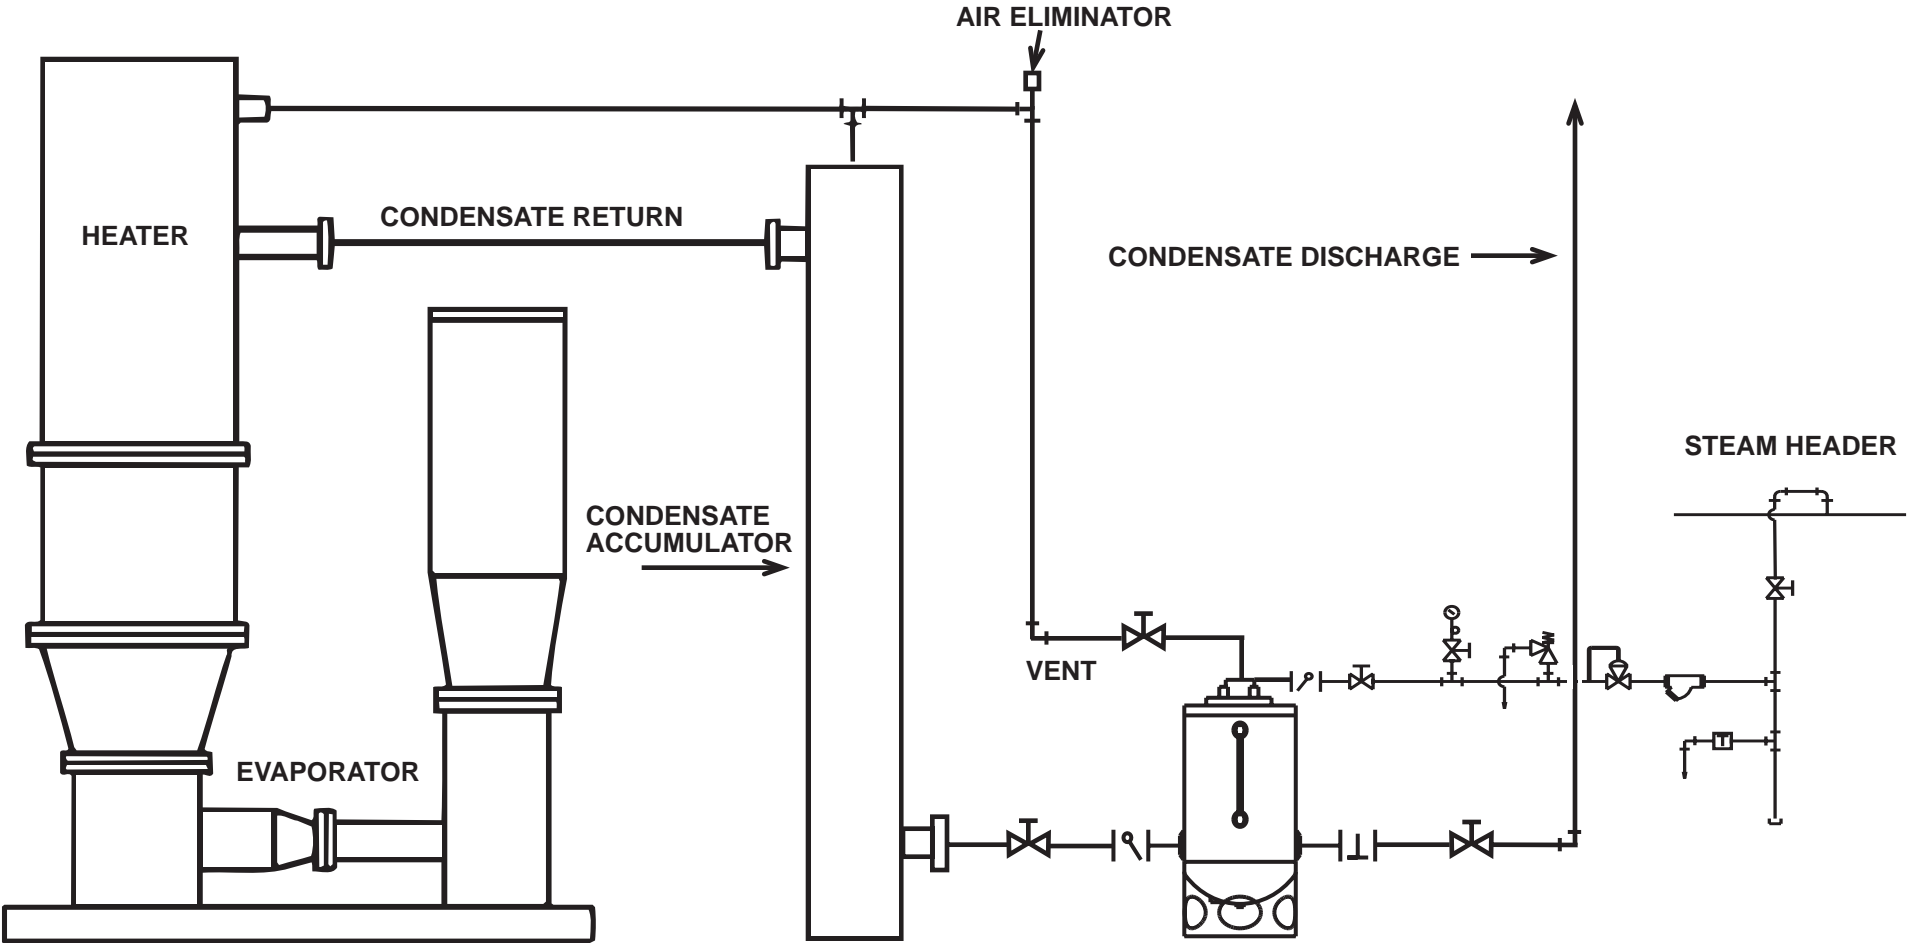 AIR ELIMINATOR
HEATER
CONDENSATE RETURN
CONDENSATE DISCHARGE
STEAM HEADER
CONDENSATE
ACCUMULATOR
VENT
EVAPORATOR
T